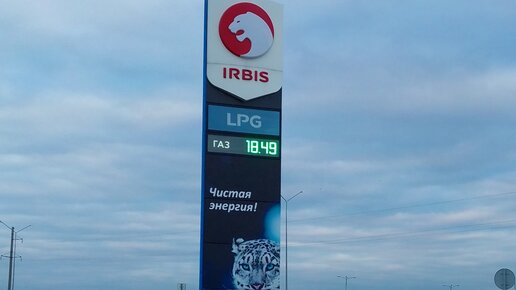 IRBIS
LPG
ГАЗ 18.49
Чистая
энергия!